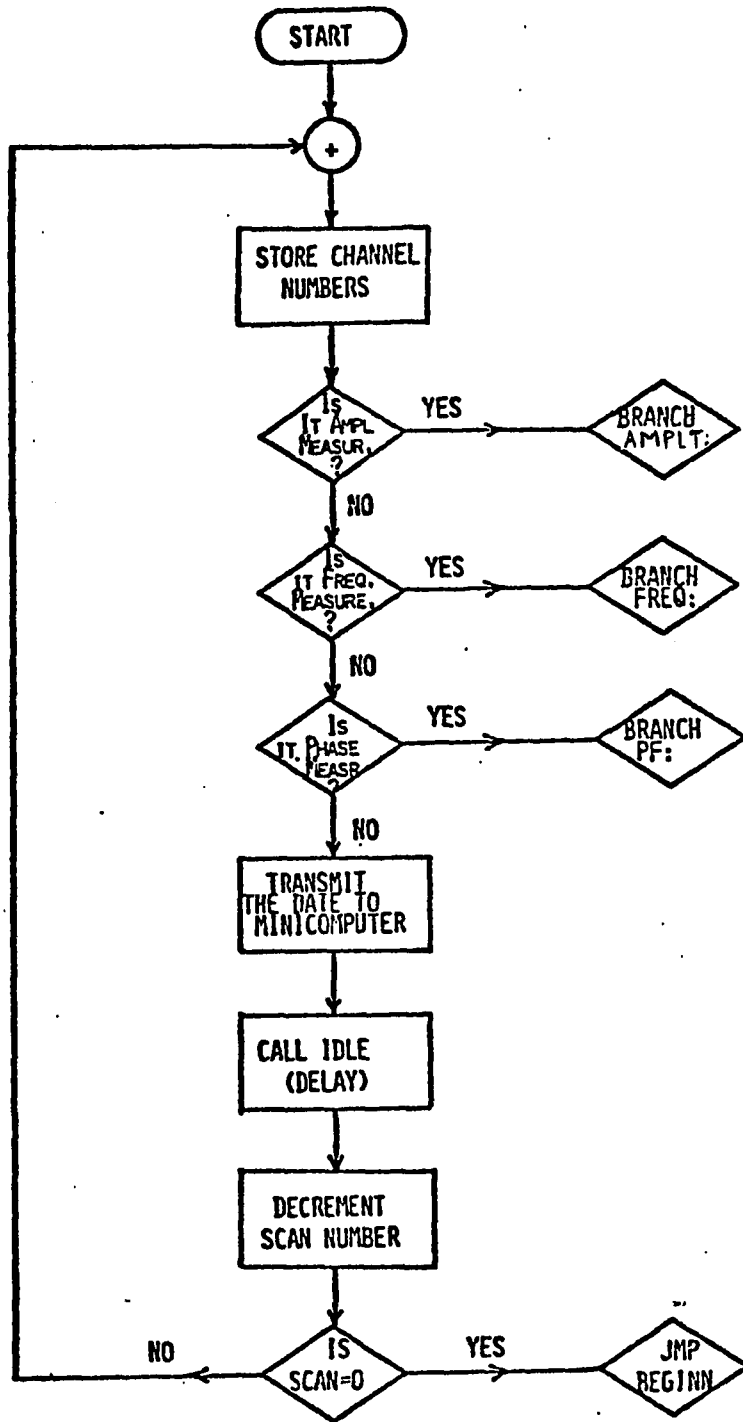 START
+
STORE CHANNEL
NUMBERS
IS
IT AMPL
MEASUR.
?
YES
BRANCH
AMPLT:
NO
IS
IT FREQ.
MEASURE.
?
YES
BRANCH
FREQ:
NO
IS
IT. PHASE
MEASR
?
YES
BRANCH
PF:
NO
TRANSMIT
THE DATE TO
MINICOMPUTER
CALL IDLE
(DELAY)
DECREMENT
SCAN NUMBER
NO
IS
SCAN=0
YES
JMP
BEGINN